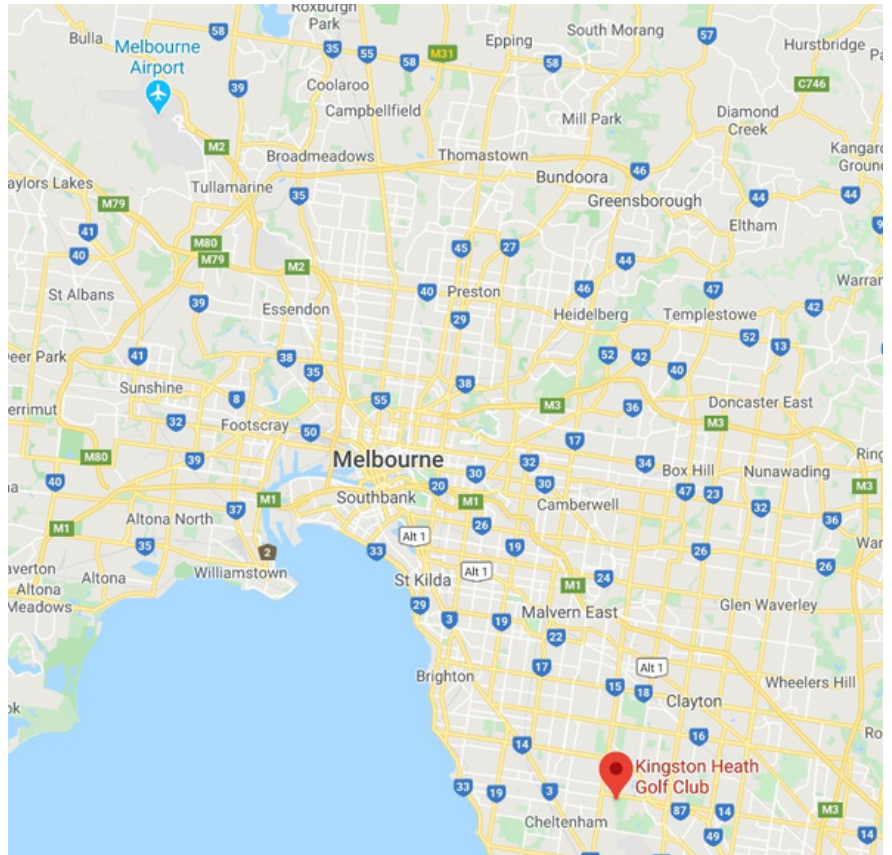 Roxburgh
Park
Bulla
58
Melbourne
Airport
35
55
58
M31
Epping
South Morang
57
Hurstbridge
58
39
Coolaroo
Campbellfield
C746
Mill Park
Diamond
Creek
M2
Broadmeadows
Thomastown
46
Bundoora
aylors Lakes
Tullamarine
35
Greensborough
44
44
M79
Eltham
41
M80
M79
40
45
27
44
M2
St Albans
39
Essendon
40
Preston
46
47
42
29
Heidelberg
Templestowe
52
13
Deer Park
41
38
35
52
42
40
Sunshine
8
55
38
M3
36
Doncaster East
M3
32
Footscray
50
17
Melbourne
M80
39
40
30
32
34
Box Hill
Nunawading
Southbank
20
30
47
23
M3
M1
M1
37
M1
Camberwell
32
Altona North
26
36
35
2
33
Alt 1
19
26
26
Williamstown
Altona
Altona
Meadows
St Kilda
Alt 1
24
M1
29
3
19
Malvern East
Glen Waverley
22
Brighton
17
Alt 1
15
18
Clayton
Wheelers Hill
14
16
Kingston Heath
Golf Club
33
19
3
87
14
M3
Cheltenham
49
14